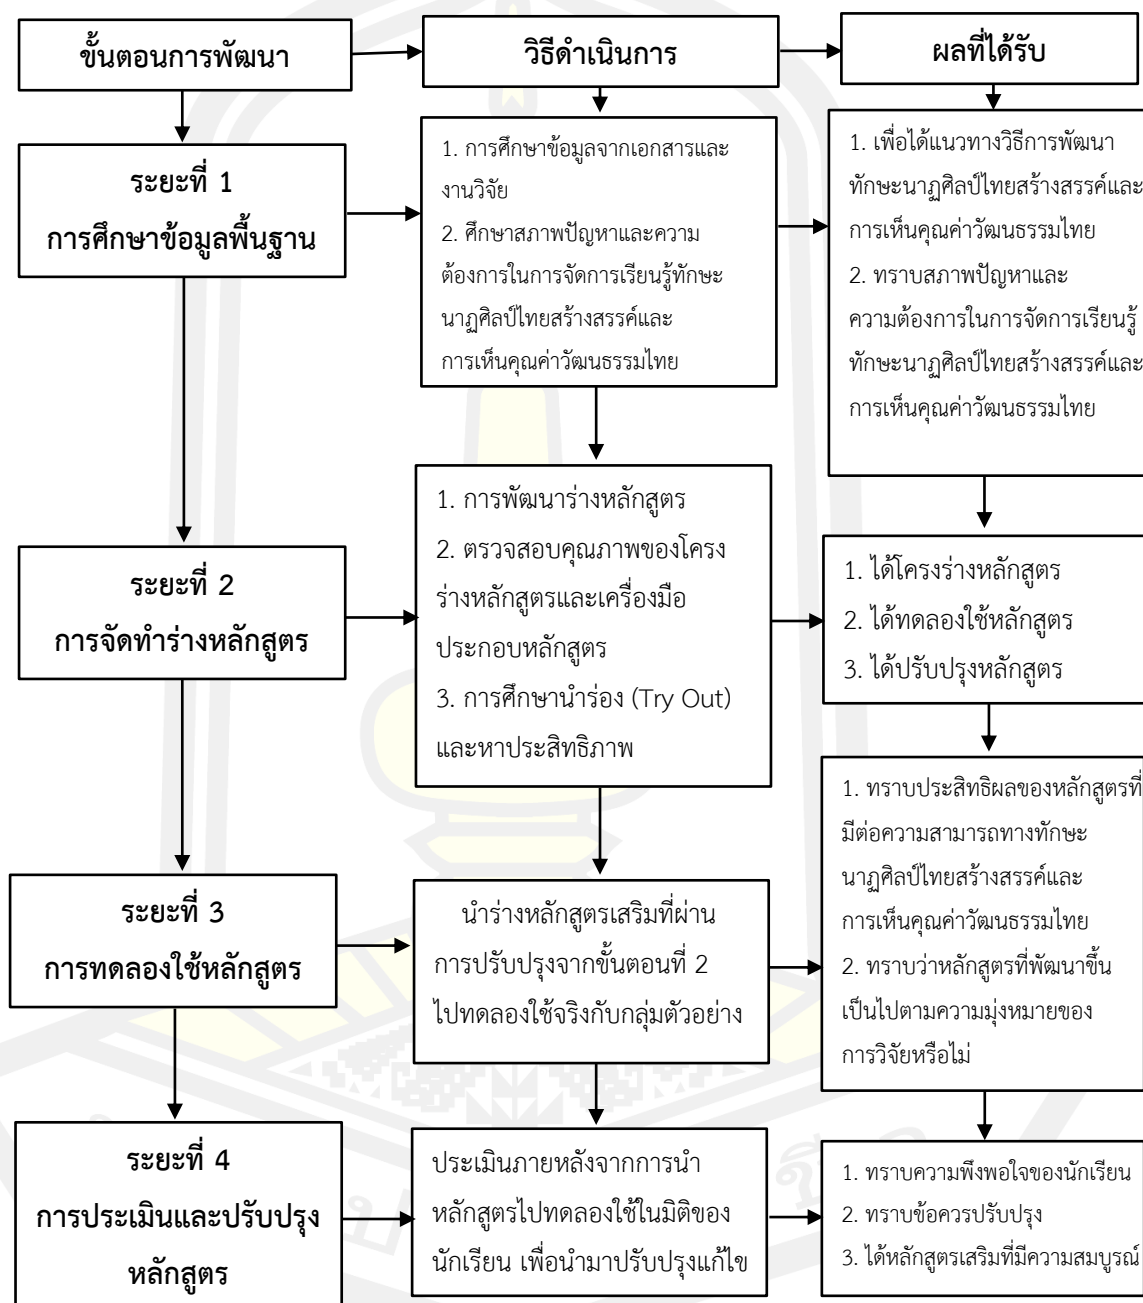 ขั้นตอนการพัฒนา
วิธีดำเนินการ
ผลที่ได้รับ
ระยะที่ 1
การศึกษาข้อมูลพื้นฐาน
1. การศึกษาข้อมูลจากเอกสารและ
งานวิจัย
2. ศึกษาสภาพปัญหาและความ
ต้องการในการจัดการเรียนรู้ทักษะ
นาฏศิลป์ไทยสร้างสรรค์และ
การเห็นคุณค่าวัฒนธรรมไทย
1. เพื่อได้แนวทางวิธีการพัฒนา
ทักษะนาฏศิลป์ไทยสร้างสรรค์และ
การเห็นคุณค่าวัฒนธรรมไทย
2. ทราบสภาพปัญหาและ
ความต้องการในการจัดการเรียนรู้
ทักษะนาฏศิลป์ไทยสร้างสรรค์และ
การเห็นคุณค่าวัฒนธรรมไทย
ระยะที่ 2
การจัดทำร่างหลักสูตร
1. การพัฒนาร่างหลักสูตร
2. ตรวจสอบคุณภาพของโครง
ร่างหลักสูตรและเครื่องมือ
ประกอบหลักสูตร
3. การศึกษานำร่อง (Try Out)
และหาประสิทธิภาพ
1. ได้โครงร่างหลักสูตร
2. ได้ทดลองใช้หลักสูตร
3. ได้ปรับปรุงหลักสูตร
ระยะที่ 3
การทดลองใช้หลักสูตร
นำร่างหลักสูตรเสริมที่ผ่าน
การปรับปรุงจากขั้นตอนที่ 2
ไปทดลองใช้จริงกับกลุ่มตัวอย่าง
1. ทราบประสิทธิผลของหลักสูตรที่
มีต่อความสามารถทางทักษะ
นาฏศิลป์ไทยสร้างสรรค์และ
การเห็นคุณค่าวัฒนธรรมไทย
2. ทราบว่าหลักสูตรที่พัฒนาขึ้น
เป็นไปตามความมุ่งหมายของ
การวิจัยหรือไม่
ระยะที่ 4
การประเมินและปรับปรุง
หลักสูตร
ประเมินภายหลังจากการนำ
หลักสูตรไปทดลองใช้ในมิติของ
นักเรียน เพื่อนำมาปรับปรุงแก้ไข
1. ทราบความพึงพอใจของนักเรียน
2. ทราบข้อควรปรับปรุง
3. ได้หลักสูตรเสริมที่มีความสมบูรณ์